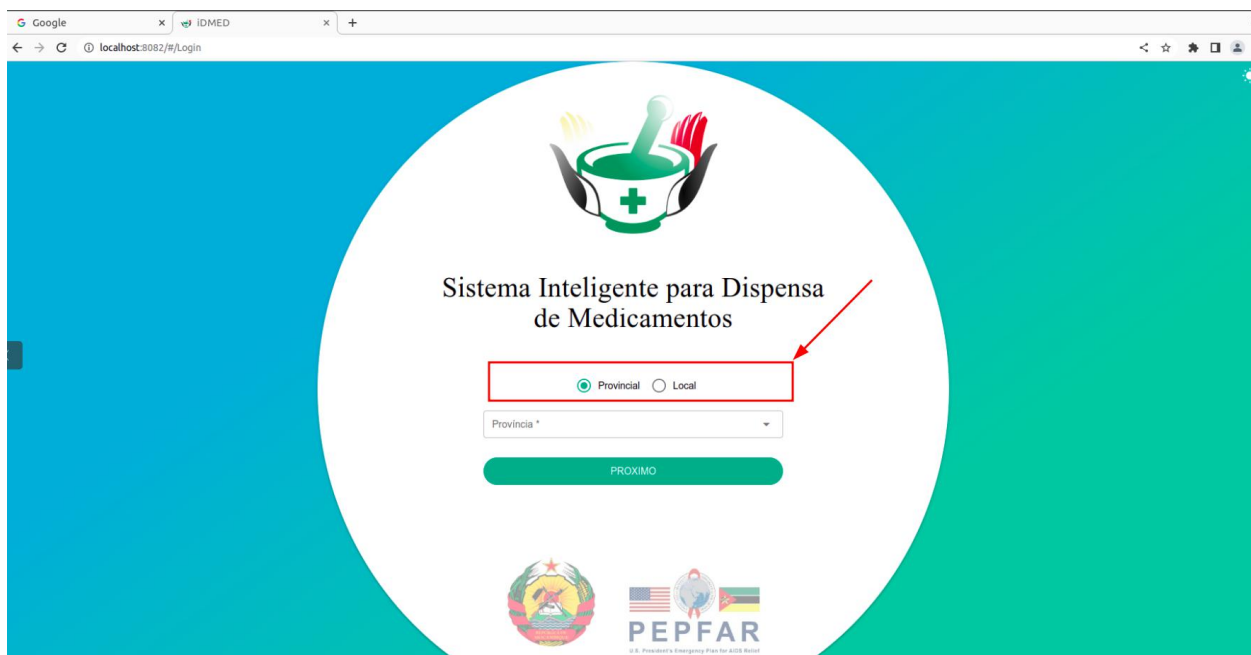 Google
iDMED
localhost:8082/#/Login
Sistema Inteligente para Dispensa
de Medicamentos
Provincial
Local
Província *
PROXIMO
PEPFAR
U.S. President's Emergency Plan for AIDS Relief